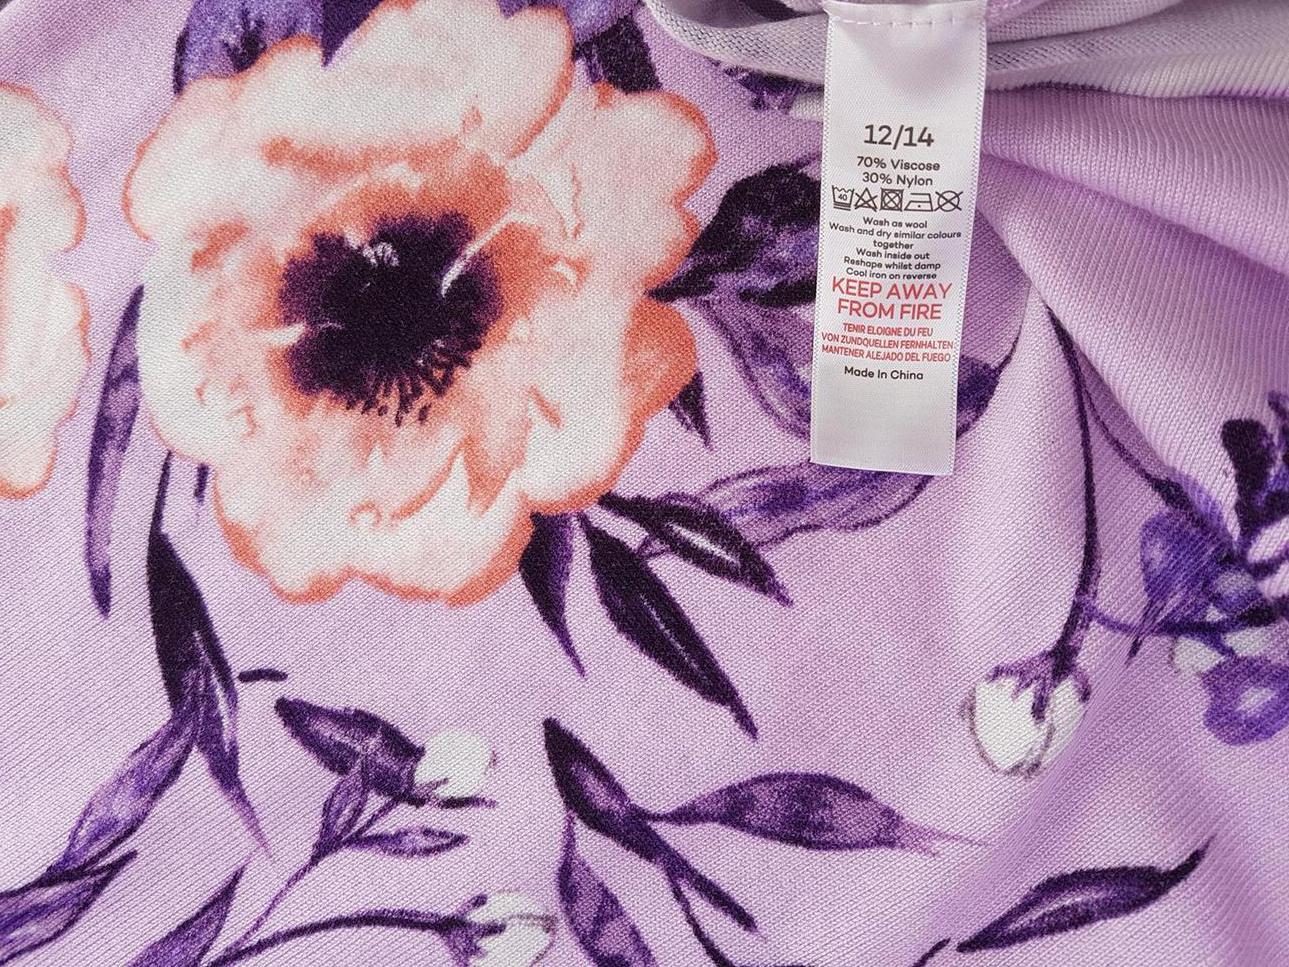 12/14
70% Viscose
30% Nylon
40
Wash as wool
Wash and dry similar colours
together
Wash inside out
Reshape whilst damp
Cool iron on reverse
KEEP AWAY
FROM FIRE
TENIR ELOIGNE DU FEU
VON ZUNDQUELLEN FERNHALTEN
MANTENER ALEJADO DEL FUEGO
Made In China